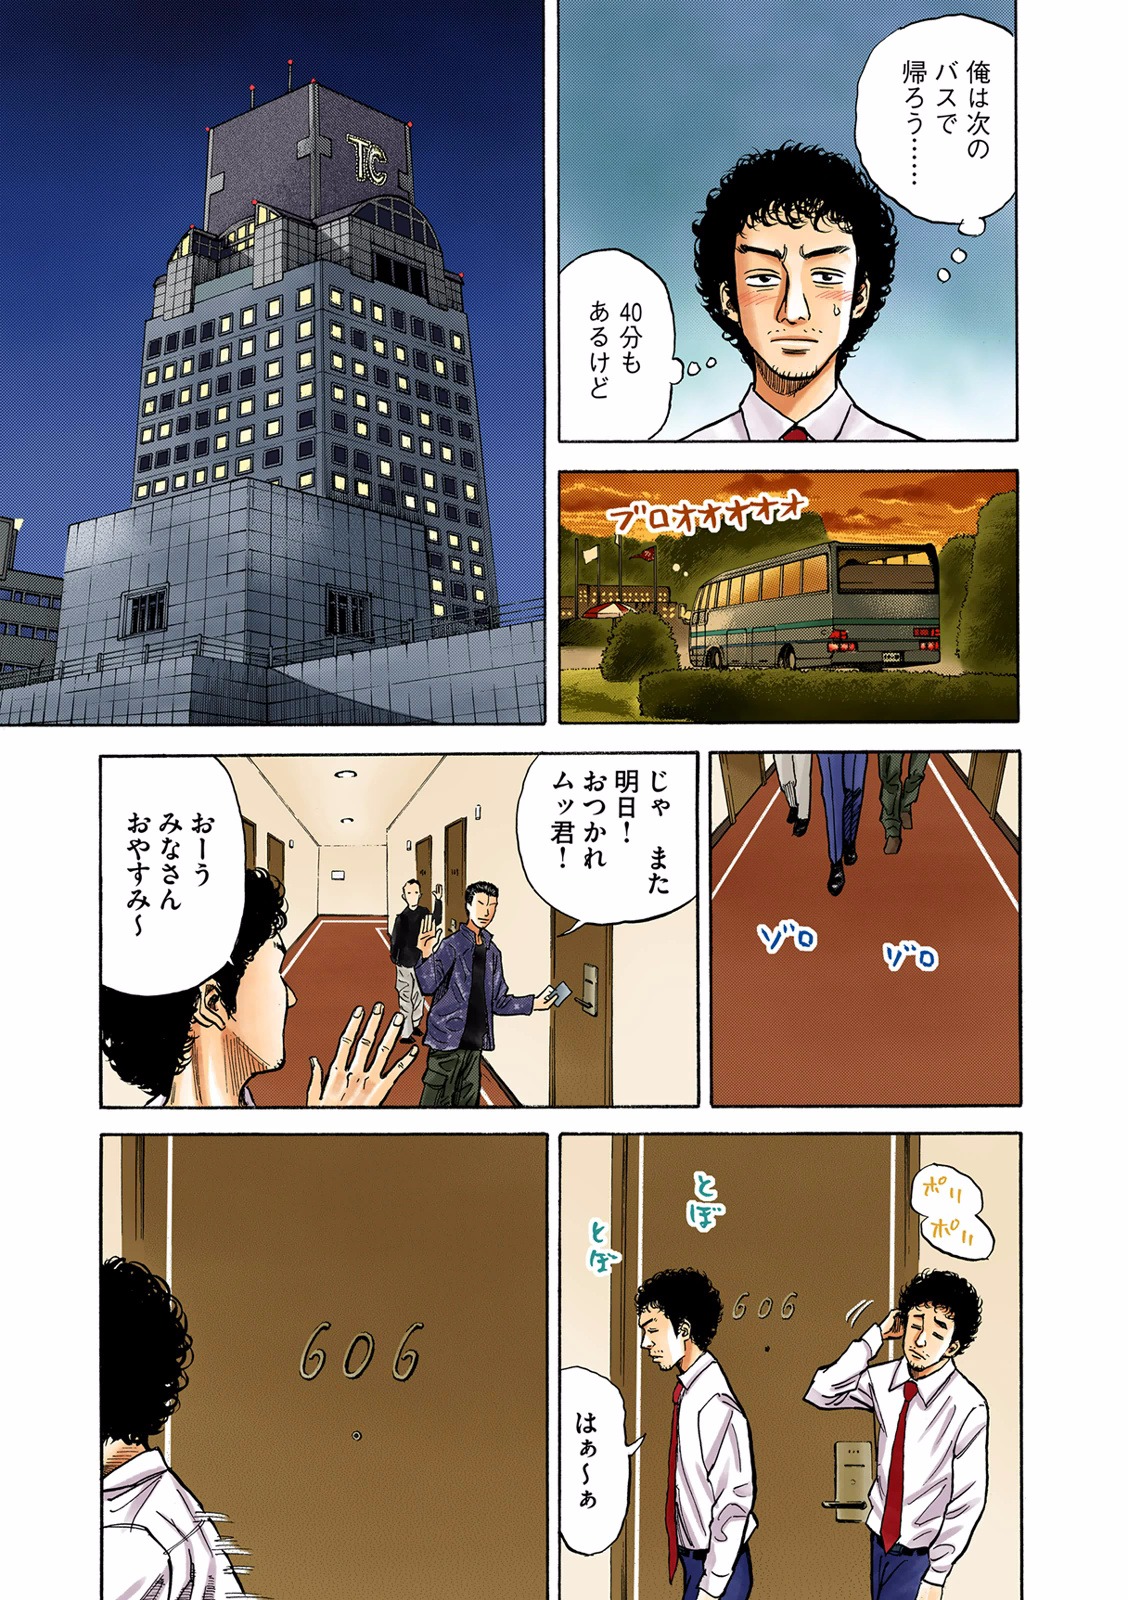 俺は次の
バスで
帰ろう……
40分も
あるけど
ブロオオオオオ
TC
ゾロ
ゾロ
じゃ また
明日！
おつかれ
ムッ君！
おーう
みなさん
おやすみ〜
ポリ
ポリ
とぼ
とぼ
606
はぁ〜ぁ
606